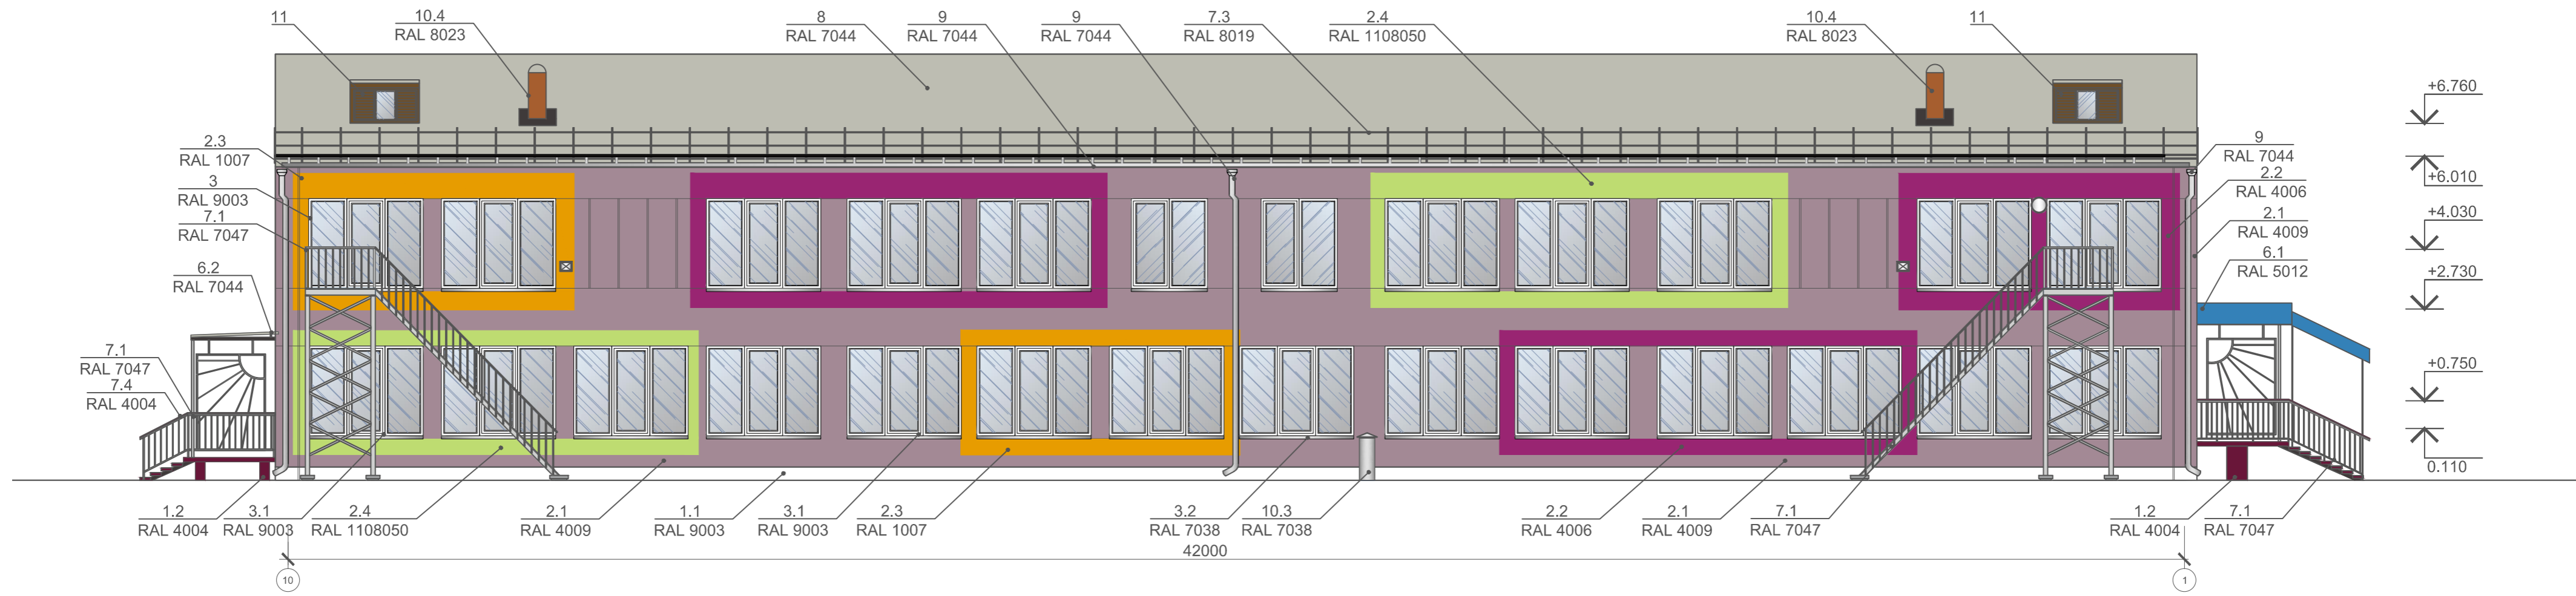 11
10.4
RAL 8023
8
RAL 7044
9
RAL 7044
9
RAL 7044
7.3
RAL 8019
2.4
RAL 1108050
10.4
RAL 8023
11
+6.760
2.3
RAL 1007
9
RAL 7044
+6.010
3
RAL 9003
2.2
RAL 4006
7.1
RAL 7047
2.1
RAL 4009
+4.030
6.2
RAL 7044
6.1
RAL 5012
+2.730
7.1
RAL 7047
7.4
RAL 4004
+0.750
0.110
1.2
RAL 4004
3.1
RAL 9003
2.4
RAL 1108050
2.1
RAL 4009
1.1
RAL 9003
3.1
RAL 9003
2.3
RAL 1007
3.2
RAL 7038
10.3
RAL 7038
2.2
RAL 4006
2.1
RAL 4009
7.1
RAL 7047
1.2
RAL 4004
7.1
RAL 7047
42000
10
1